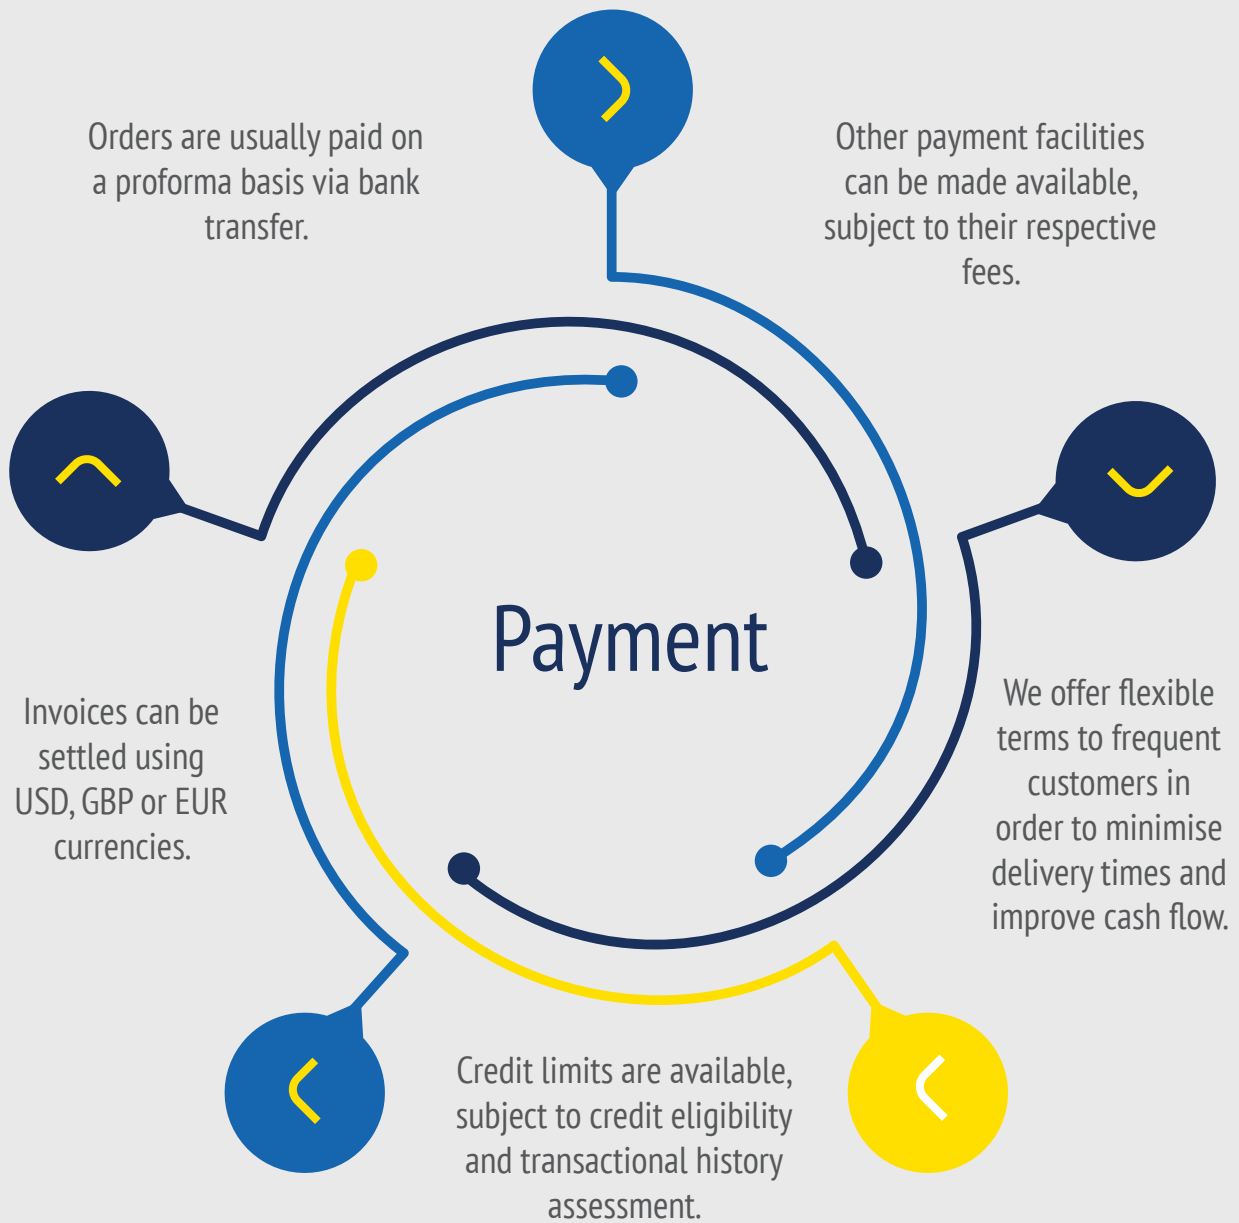 Orders are usually paid on
a proforma basis via bank
transfer.
Other payment facilities
can be made available,
subject to their respective
fees.
Payment
We offer flexible
terms to frequent
customers in
order to minimise
delivery times and
improve cash flow.
Invoices can be
settled using
USD, GBP or EUR
currencies.
Credit limits are available,
subject to credit eligibility
and transactional history
assessment.